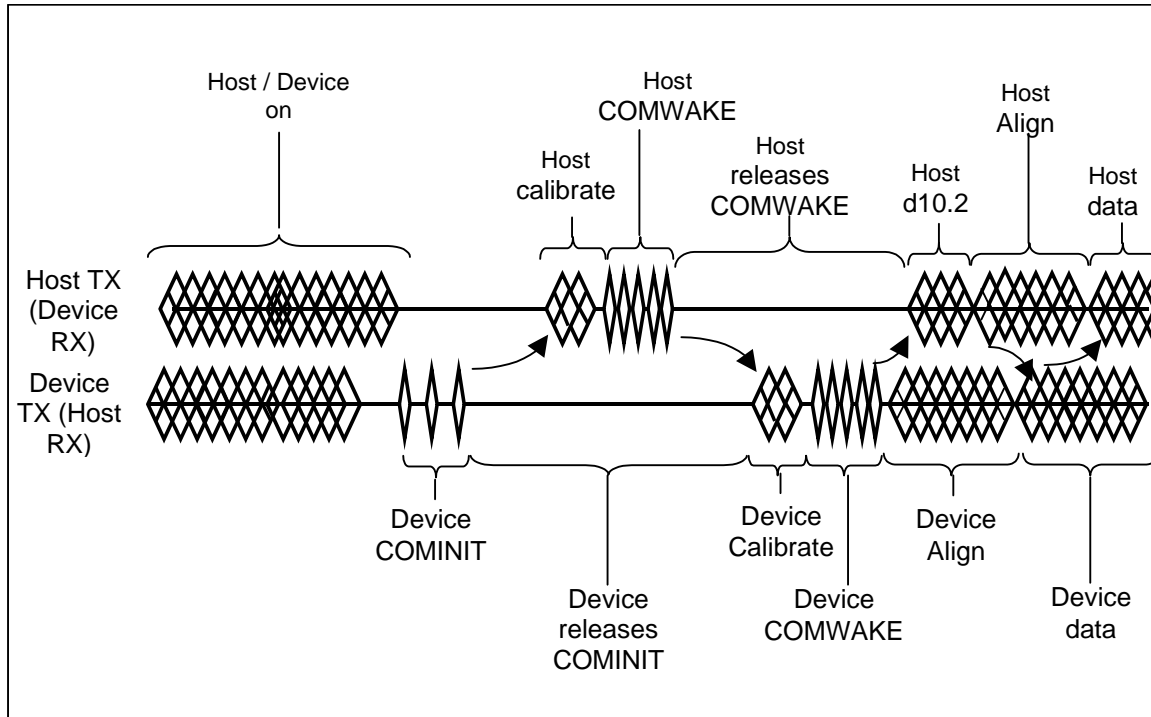 Host / Device
on
Host
COMWAKE
Host
calibrate
Host
releases
COMWAKE
Host
d10.2
Host
Align
Host
data
Host TX
(Device
RX)
Device
TX (Host
RX)
Device
COMINIT
Device
releases
COMINIT
Device
Calibrate
Device
COMWAKE
Device
Align
Device
data